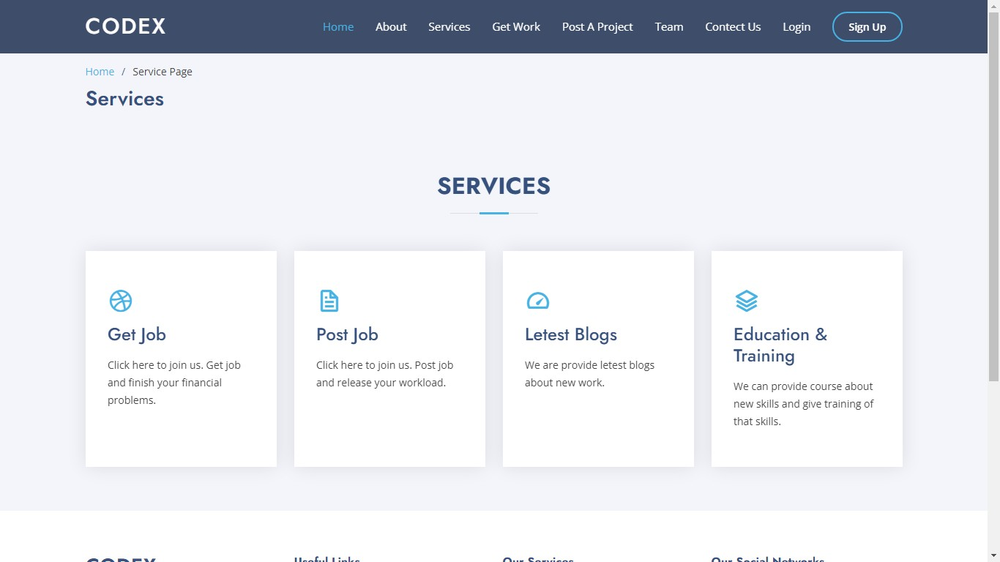 CODEX
Home About Services Get Work Post A Project Team Contect Us Login Sign Up
Home / Service Page
Services
SERVICES
Get Job
Click here to join us. Get job
and finish your financial
problems.
Post Job
Click here to join us. Post job
and release your workload.
Letest Blogs
We are provide letest blogs
about new work.
Education &
Training
We can provide course about
new skills and give training of
that skills.
CODEX
Useful Links
Our Services
Our Social Networks